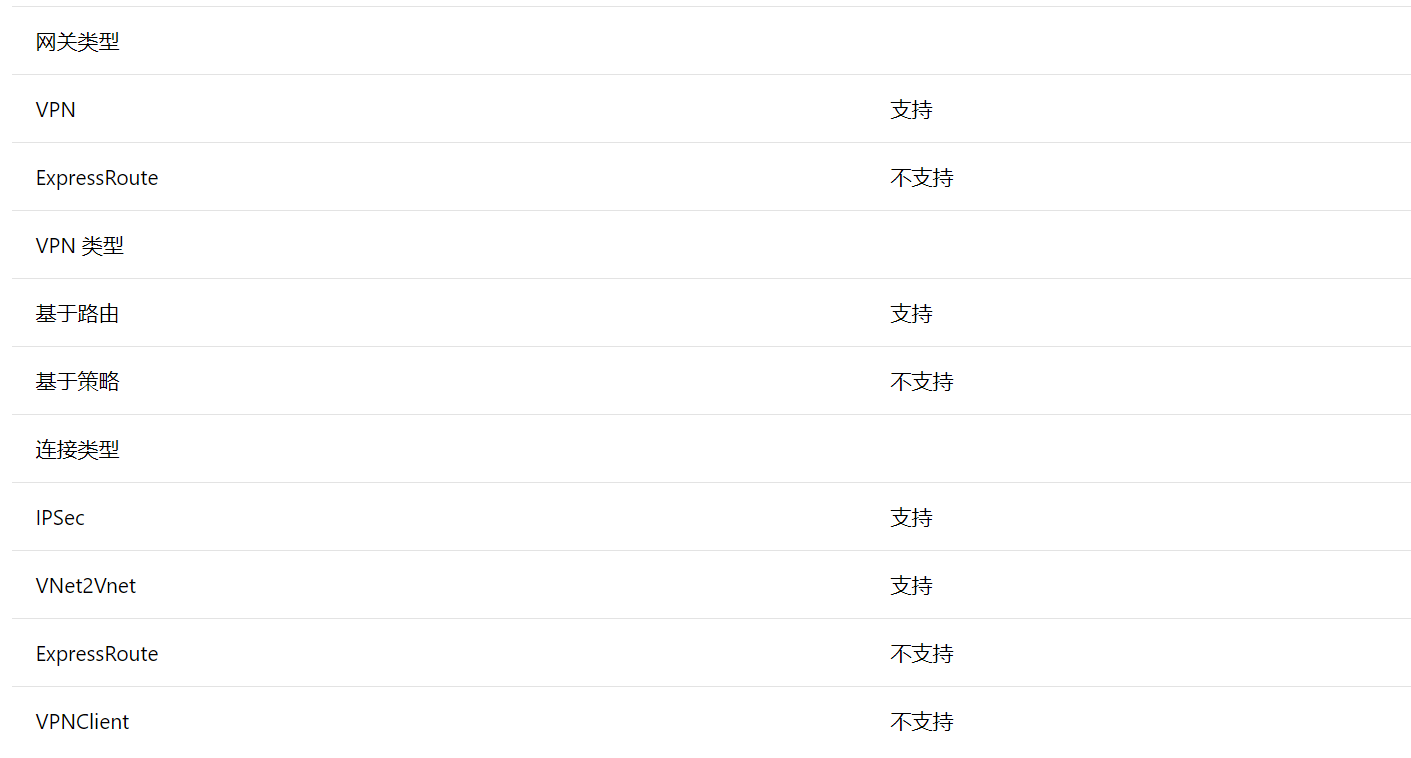 网关类型
VPN 支持
ExpressRoute 不支持
VPN 类型
基于路由 支持
基于策略 不支持
连接类型
IPSec 支持
VNet2Vnet 支持
ExpressRoute 不支持
VPNClient 不支持